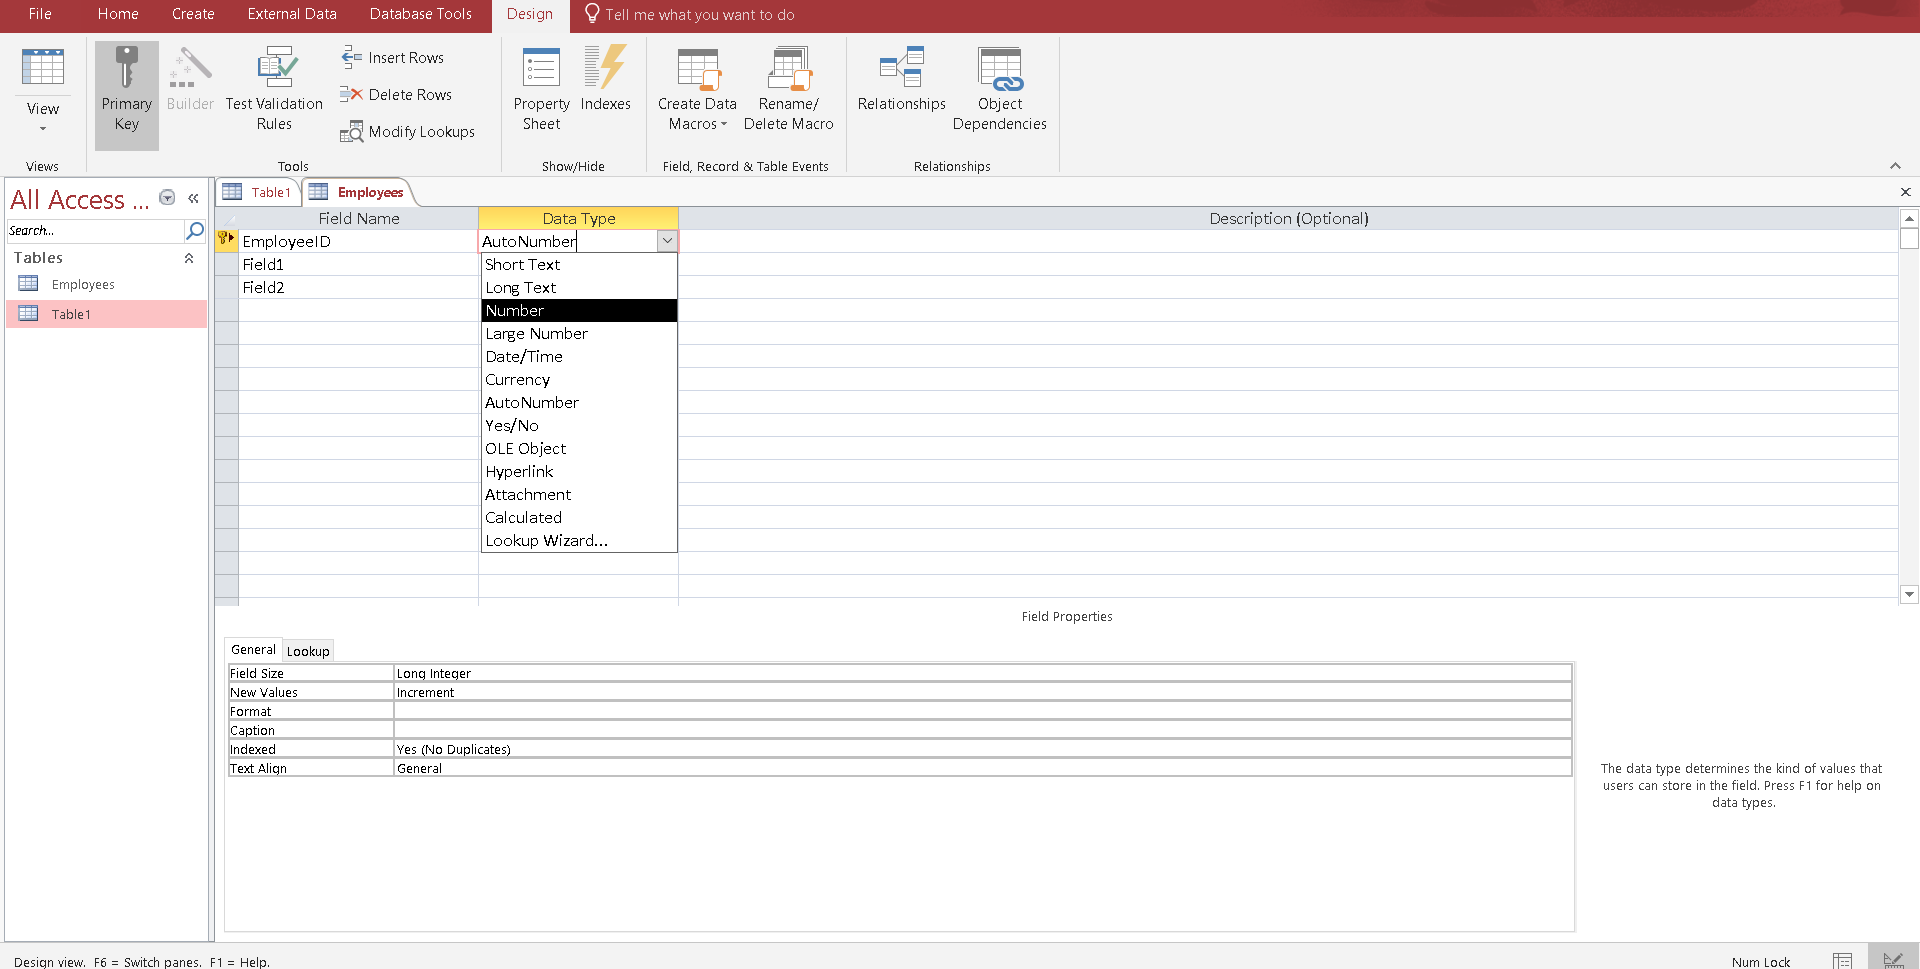 File Home Create External Data Database Tools Design Tell me what you want to do
View
Views
Primary Key
Builder
Test Validation Rules
Insert Rows
Delete Rows
Modify Lookups
Tools
Property Sheet
Indexes
Show/Hide
Create Data Macros
Rename/ Delete Macro
Field, Record & Table Events
Relationships
Object Dependencies
Relationships
All Access ...
Search...
Tables
Employees
Table1
Table1 Employees
Field Name Data Type Description (Optional)
EmployeeID AutoNumber
Field1
Field2
Short Text
Long Text
Number
Large Number
Date/Time
Currency
AutoNumber
Yes/No
OLE Object
Hyperlink
Attachment
Calculated
Lookup Wizard...
Field Properties
General Lookup
Field Size Long Integer
New Values Increment
Format
Caption
Indexed Yes (No Duplicates)
Text Align General
The data type determines the kind of values that
users can store in the field. Press F1 for help on
data types.
Design view. F6 = Switch panes. F1 = Help.
Num Lock